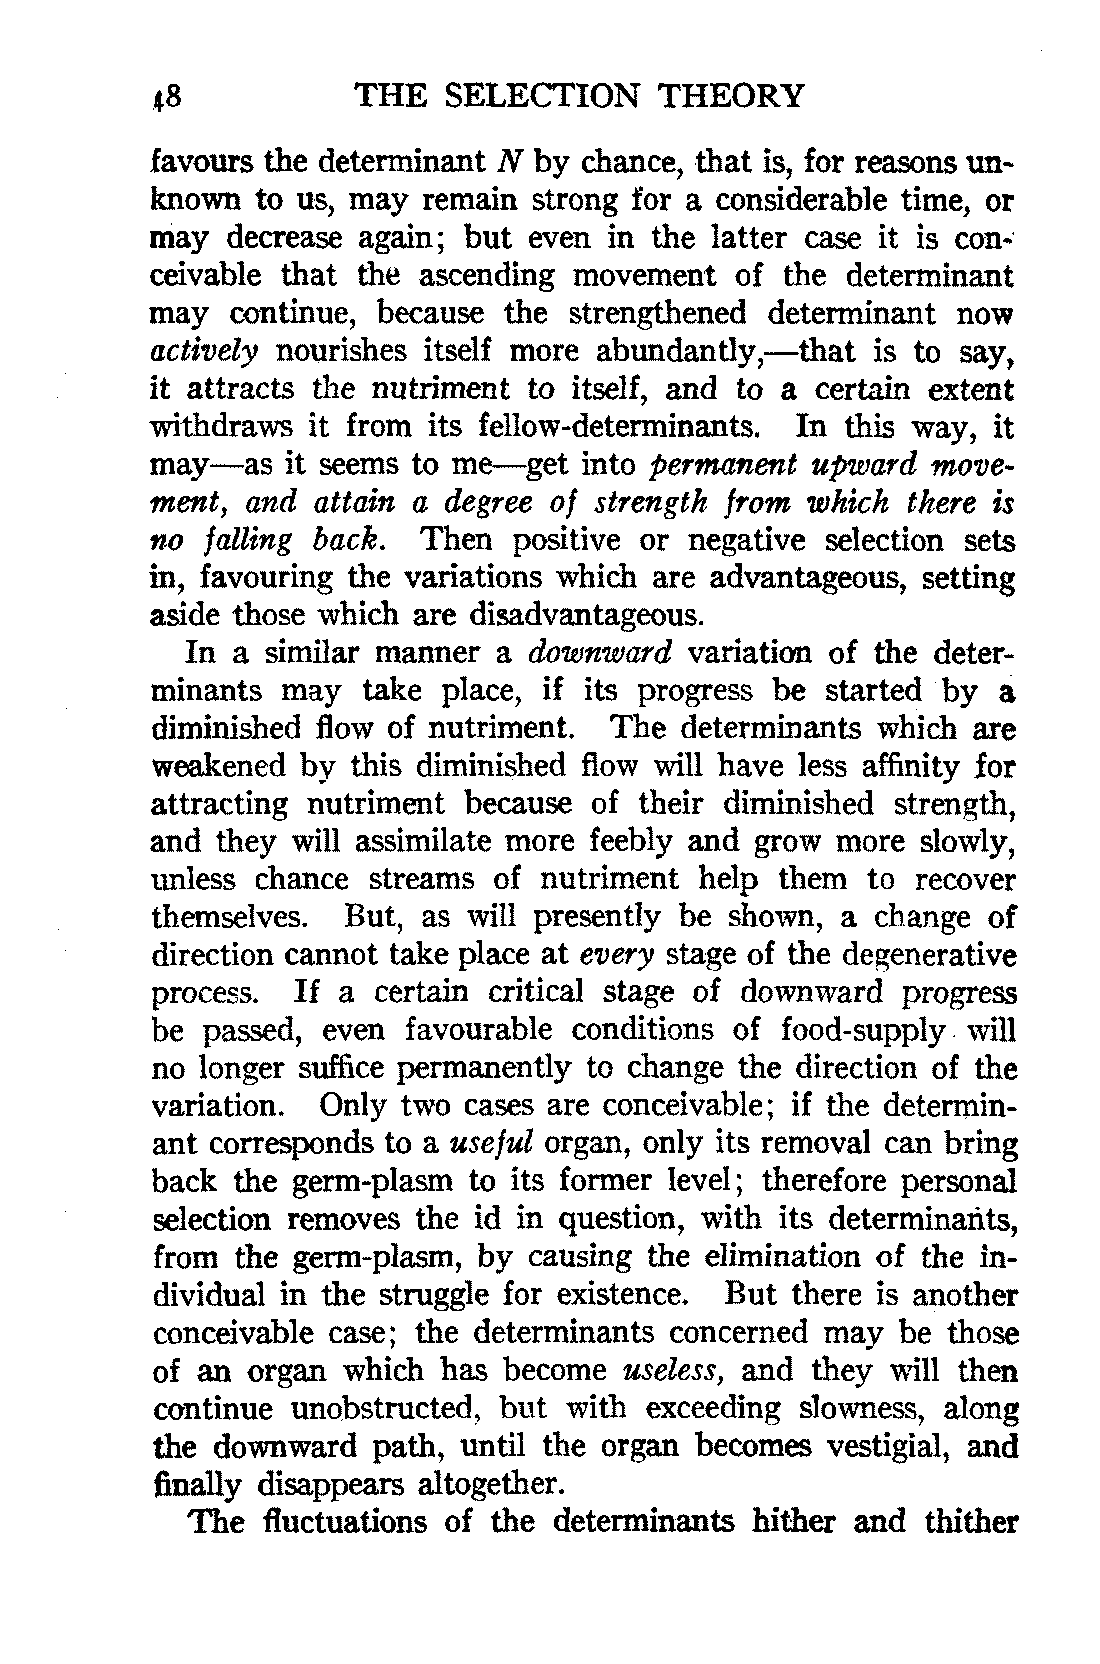 48 THE SELECTION THEORY
favours the determinant N by chance, that is, for reasons un-
known to us, may remain strong for a considerable time, or
may decrease again; but even in the latter case it is con-
ceivable that the ascending movement of the determinant
may continue, because the strengthened determinant now
actively nourishes itself more abundantly,—that is to say,
it attracts the nutriment to itself, and to a certain extent
withdraws it from its fellow-determinants. In this way, it
may—as it seems to me—get into permanent upward move-
ment, and attain a degree of strength from which there is
no falling back. Then positive or negative selection sets
in, favouring the variations which are advantageous, setting
aside those which are disadvantageous.
In a similar manner a downward variation of the deter-
minants may take place, if its progress be started by a
diminished flow of nutriment. The determinants which are
weakened by this diminished flow will have less affinity for
attracting nutriment because of their diminished strength,
and they will assimilate more feebly and grow more slowly,
unless chance streams of nutriment help them to recover
themselves. But, as will presently be shown, a change of
direction cannot take place at every stage of the degenerative
process. If a certain critical stage of downward progress
be passed, even favourable conditions of food-supply will
no longer suffice permanently to change the direction of the
variation. Only two cases are conceivable; if the determin-
ant corresponds to a useful organ, only its removal can bring
back the germ-plasm to its former level; therefore personal
selection removes the id in question, with its determinants,
from the germ-plasm, by causing the elimination of the in-
dividual in the struggle for existence. But there is another
conceivable case; the determinants concerned may be those
of an organ which has become useless, and they will then
continue unobstructed, but with exceeding slowness, along
the downward path, until the organ becomes vestigial, and
finally disappears altogether.
The fluctuations of the determinants hither and thither